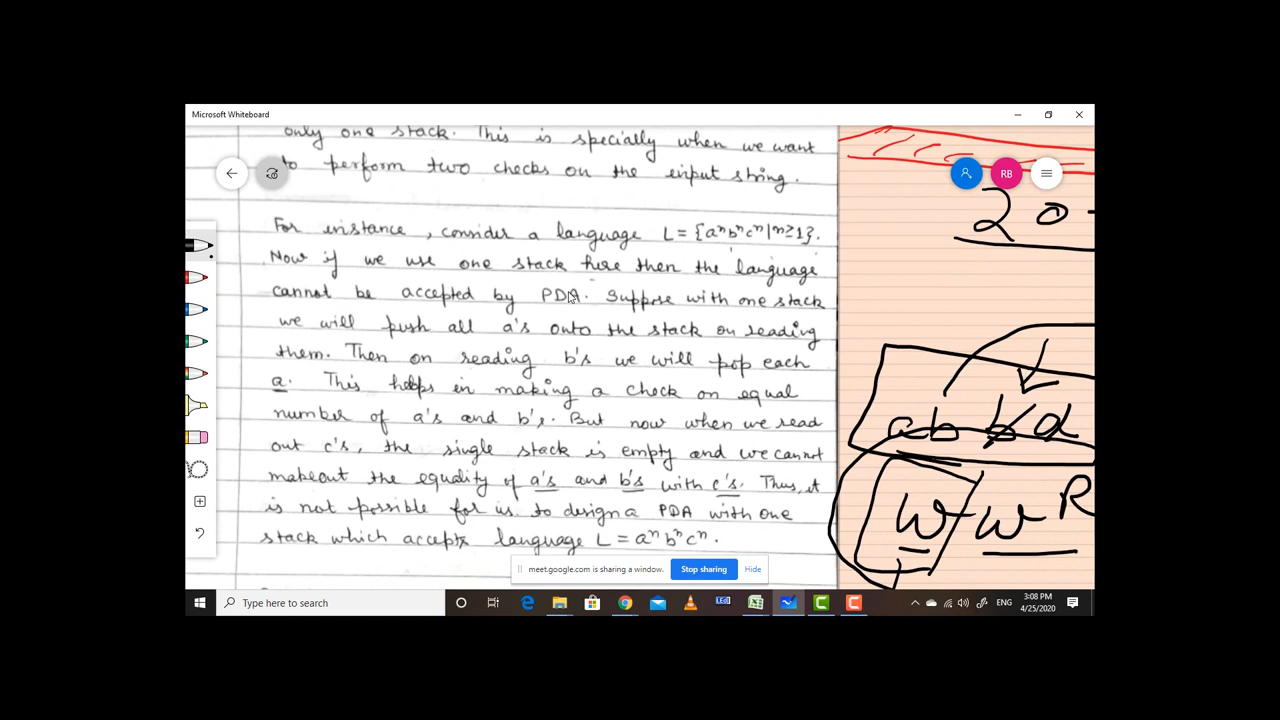 Microsoft Whiteboard
only one stack. This is specially when we want
to perform two checks on the input string.
RB
20-
For instance, consider a language L = {aⁿbⁿcⁿ|n≥1}.
Now if we use one stack here then the language
cannot be accepted by PDA. Suppose with one stack
we will push all a's onto the stack on reading
them. Then on reading b's we will pop each
a. This helps in making a check on equal
number of a's and b's. But now when we read
out c's, the single stack is empty and we cannot
makeout the equality of a's and b's with c's. Thus, it
is not possible for us to design a PDA with one
stack which accepts language L = aⁿbⁿcⁿ.
ab ba
w w R
meet.google.com is sharing a window.
Stop sharing
Hide
Type here to search
ENG
3:08 PM
4/25/2020